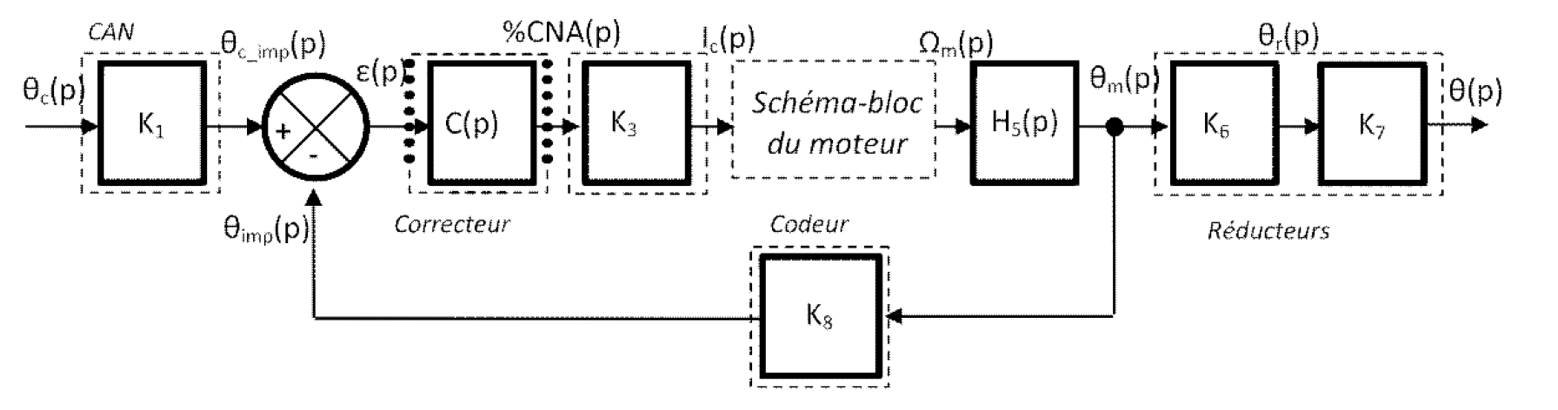 CAN
θc(p)
K1
θc_imp(p)
+
-
ε(p)
C(p)
Correcteur
%CNA(p)
K3
Ic(p)
Schéma-bloc
du moteur
Ωm(p)
H5(p)
θm(p)
K6
θr(p)
K7
θ(p)
Réducteurs
θimp(p)
Codeur
K8